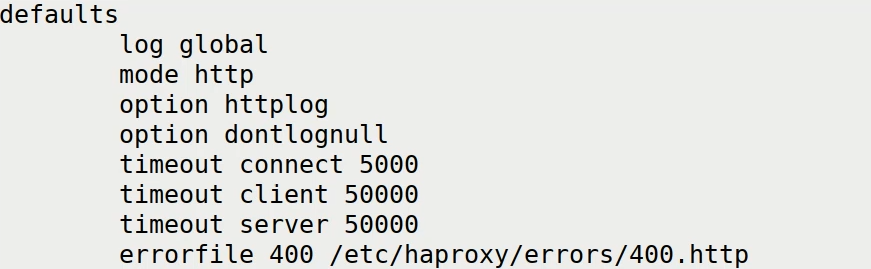 defaults
log global
mode http
option httplog
option dontlognull
timeout connect 5000
timeout client 50000
timeout server 50000
errorfile 400 /etc/haproxy/errors/400.http